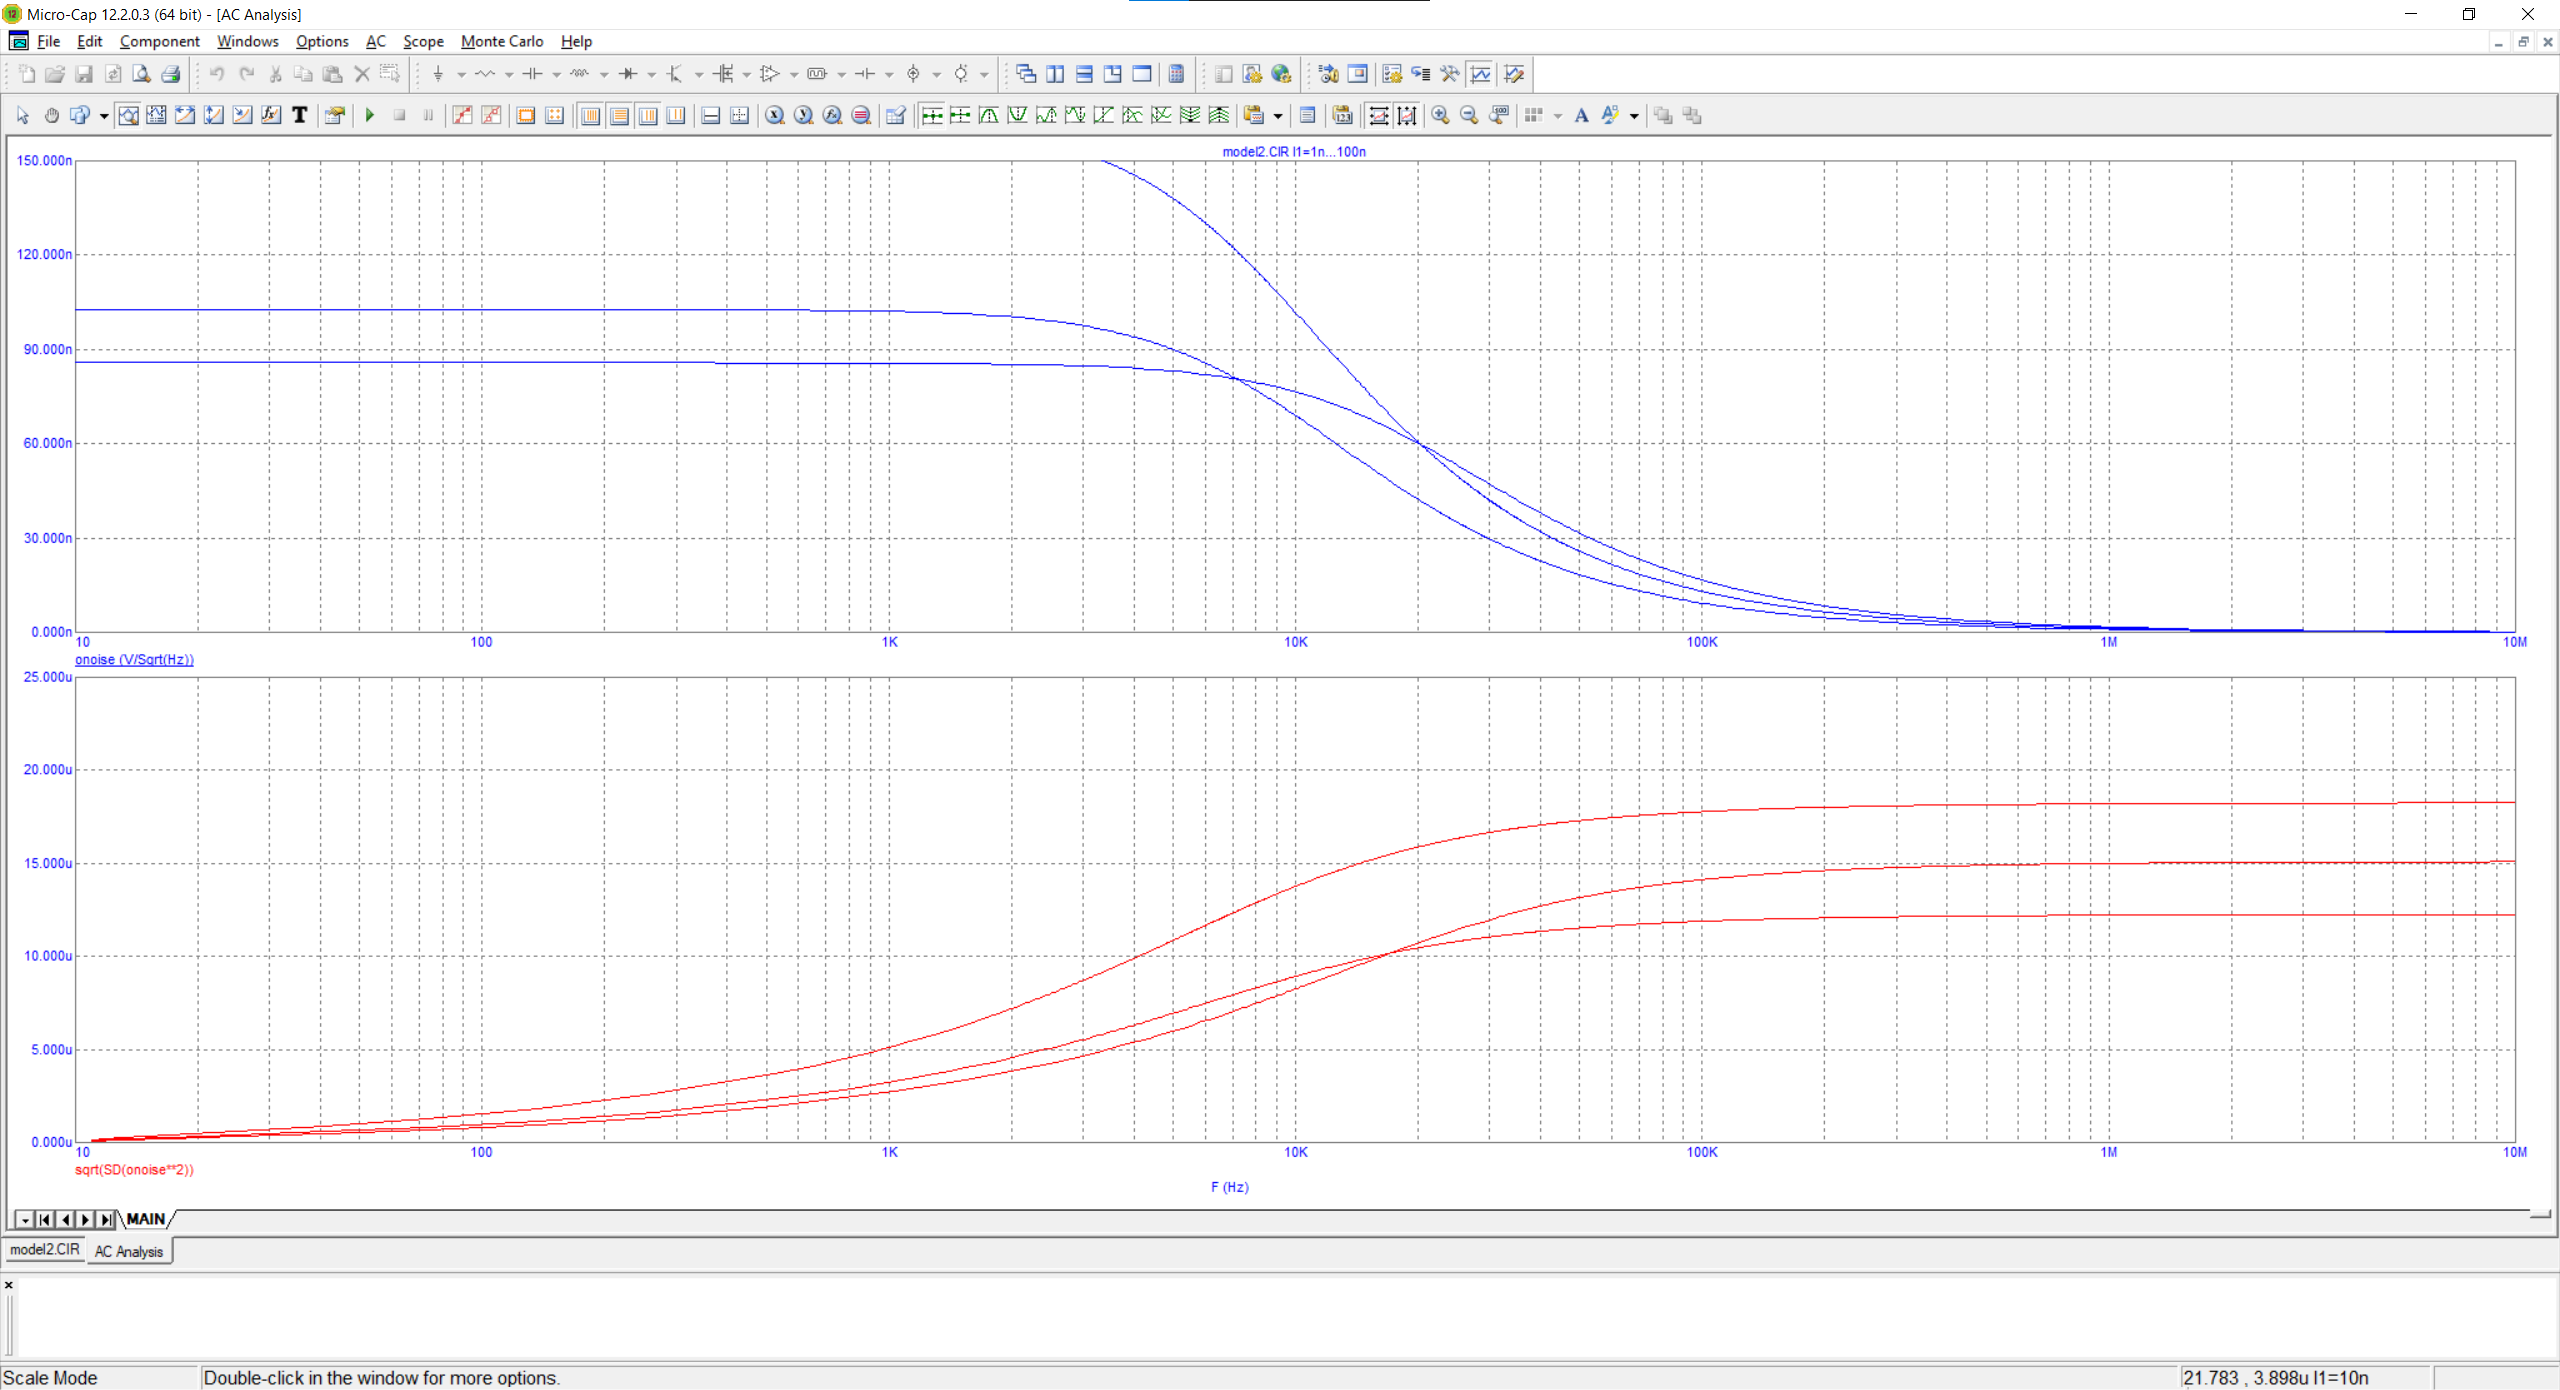 Micro-Cap 12.2.0.3 (64 bit) - [AC Analysis]
File Edit Component Windows Options AC Scope Monte Carlo Help
model2.CIR I1=1n...100n
150.000n
120.000n
90.000n
60.000n
30.000n
0.000n
10 100 1K 10K 100K 1M 10M
onoise (V/Sqrt(Hz))
25.000u
20.000u
15.000u
10.000u
5.000u
0.000u
10 100 1K 10K 100K 1M 10M
sqrt(SD(onoise**2))
F (Hz)
MAIN
model2.CIR AC Analysis
Scale Mode Double-click in the window for more options. 21.783 , 3.898u I1=10n